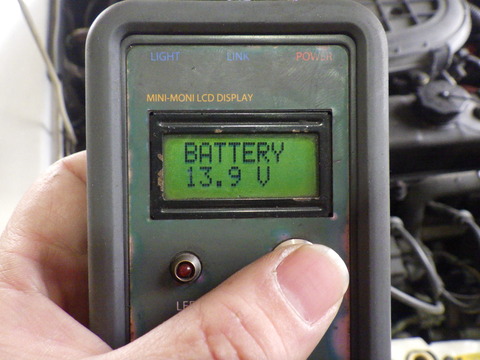 LIGHT LINK POWER
MINI-MONI LCD DISPLAY
BATTERY
13.9 V